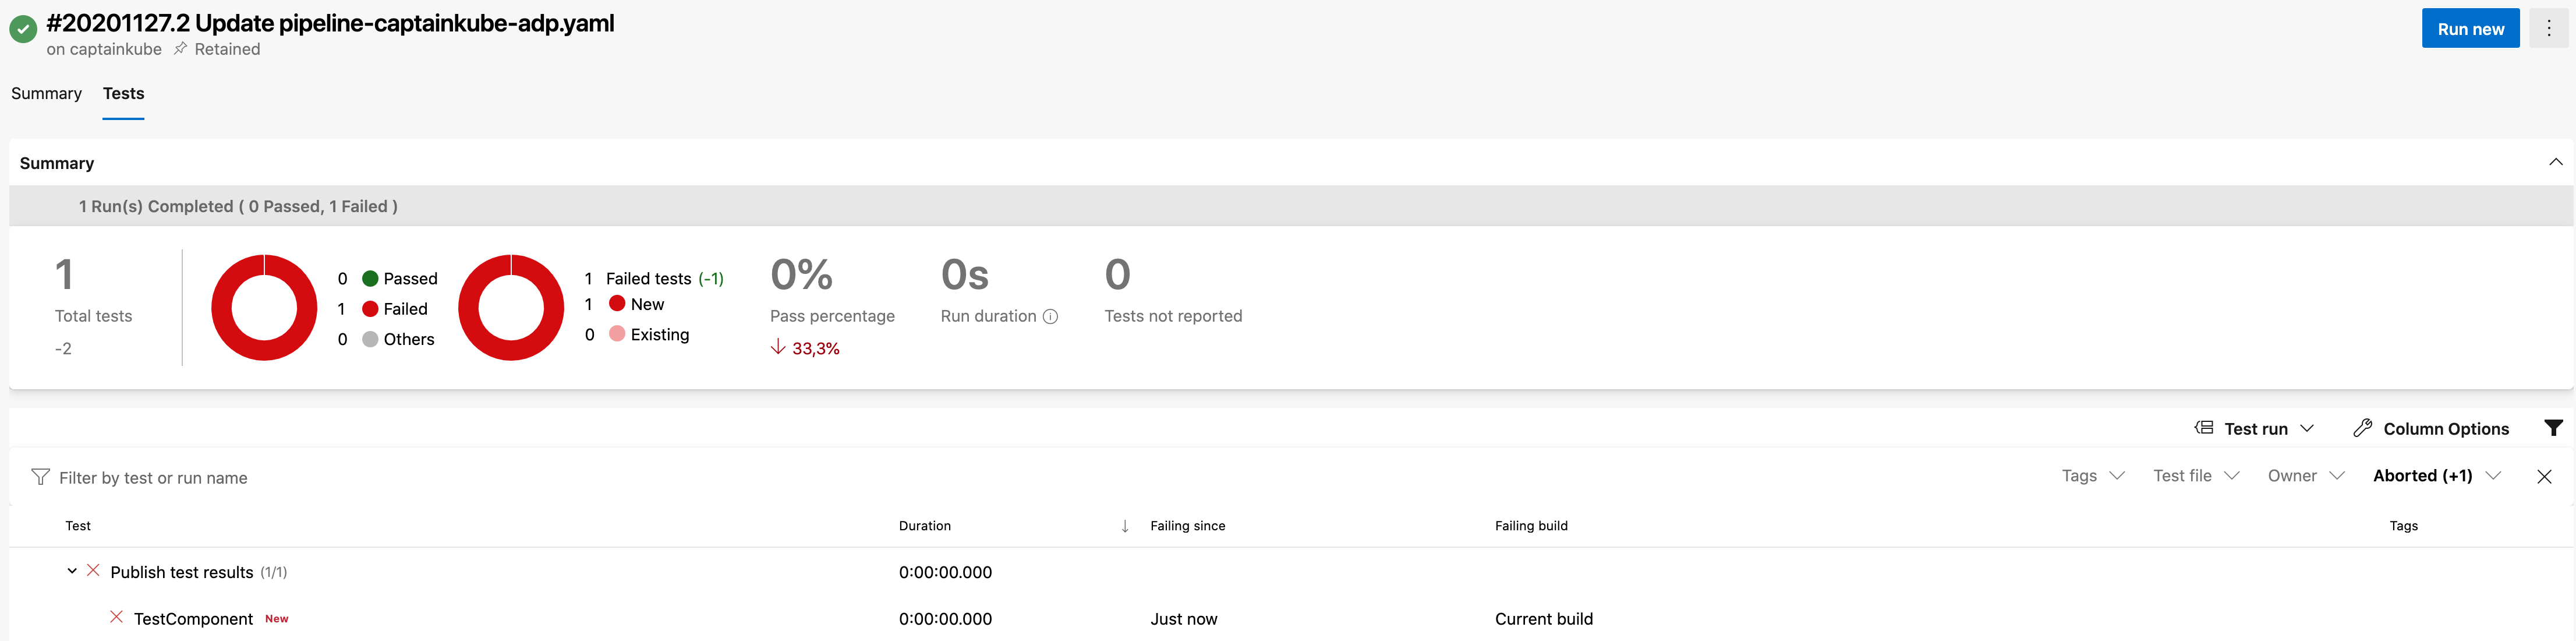 #20201127.2 Update pipeline-captainkube-adp.yaml
Run new
on captainkube Retained
Summary Tests
Summary
1 Run(s) Completed ( 0 Passed, 1 Failed )
1
Total tests
-2
0 Passed
1 Failed
0 Others
1 Failed tests (-1)
1 New
0 Existing
0%
Pass percentage
33,3%
0s
Run duration
0
Tests not reported
Test run Column Options
Filter by test or run name Tags Test file Owner Aborted (+1)
Test Duration Failing since Failing build Tags
Publish test results (1/1) 0:00:00.000
TestComponent New 0:00:00.000 Just now Current build